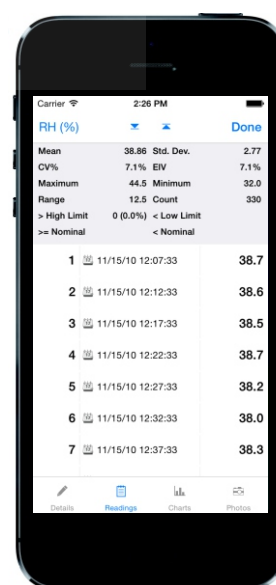 Carrier 2:26 PM
RH (%) Done
Mean 38.86 Std. Dev. 2.77
CV% 7.1% EIV 7.1%
Maximum 44.5 Minimum 32.0
Range 12.5 Count 330
> High Limit 0 (0.0%) < Low Limit
>= Nominal < Nominal
1 11/15/10 12:07:33 38.7
2 11/15/10 12:12:33 38.6
3 11/15/10 12:17:33 38.5
4 11/15/10 12:22:33 38.7
5 11/15/10 12:27:33 38.2
6 11/15/10 12:32:33 38.0
7 11/15/10 12:37:33 38.3
Details Readings Charts Photos